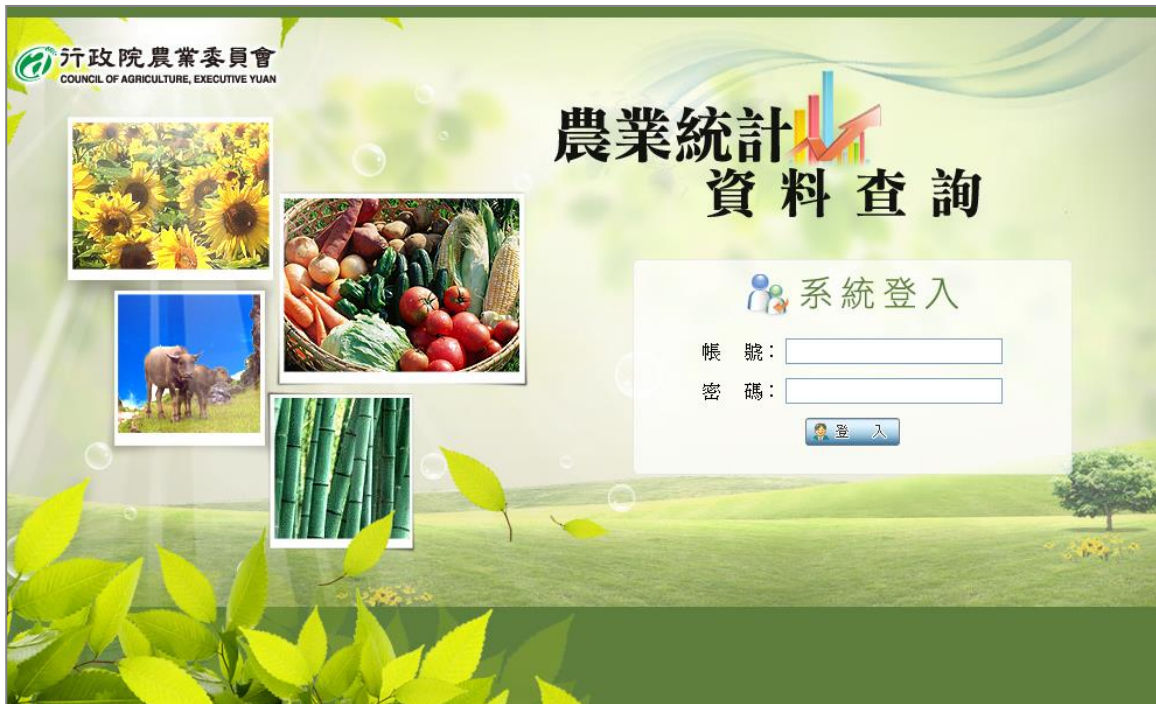 行政院農業委員會
COUNCIL OF AGRICULTURE, EXECUTIVE YUAN
農業統計
資料查詢
系統登入
帳 號：
密 碼：
登 入